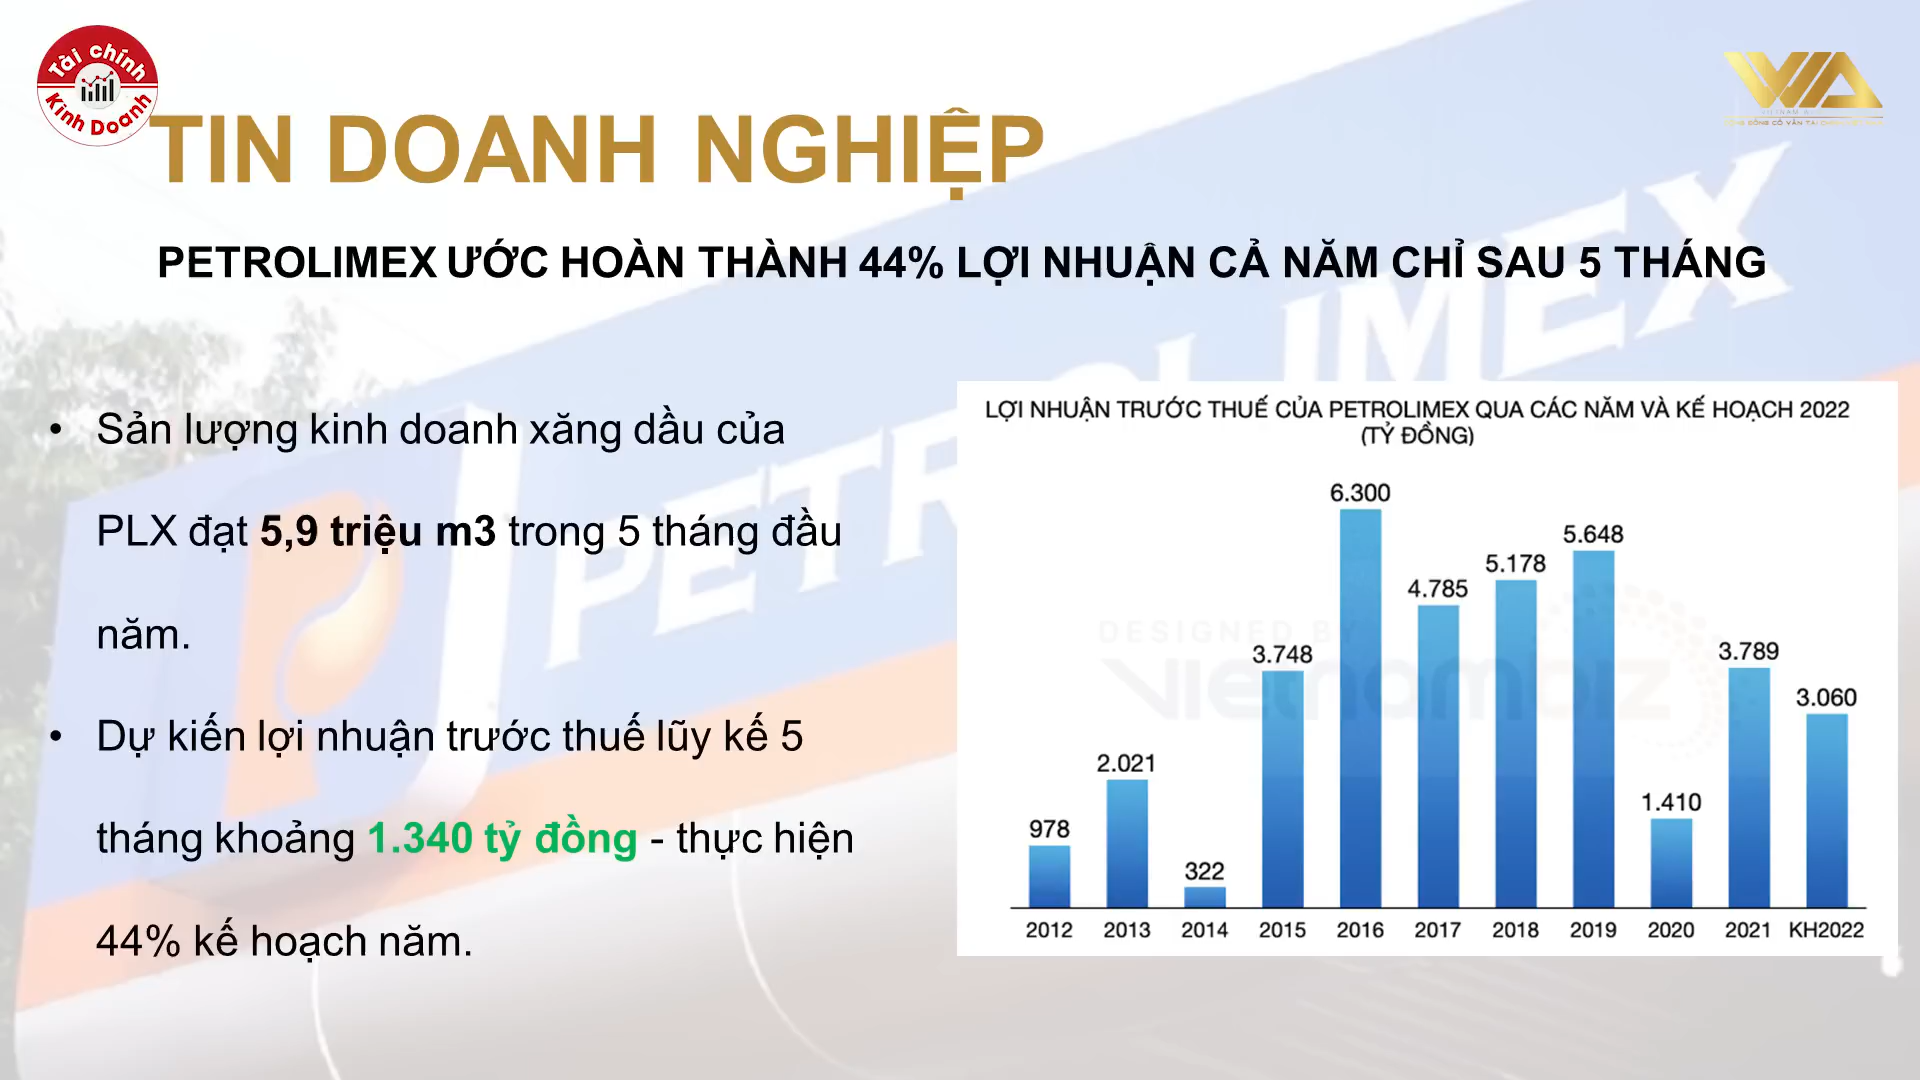 Tài chính
Kinh Doanh
TIN DOANH NGHIỆP
PETROLIMEX ƯỚC HOÀN THÀNH 44% LỢI NHUẬN CẢ NĂM CHỈ SAU 5 THÁNG
• Sản lượng kinh doanh xăng dầu của
PLX đạt 5,9 triệu m3 trong 5 tháng đầu
năm.
• Dự kiến lợi nhuận trước thuế lũy kế 5
tháng khoảng 1.340 tỷ đồng - thực hiện
44% kế hoạch năm.
PETROLIMEX
LỢI NHUẬN TRƯỚC THUẾ CỦA PETROLIMEX QUA CÁC NĂM VÀ KẾ HOẠCH 2022
(TỶ ĐỒNG)
978
2.021
322
3.748
6.300
4.785
5.178
5.648
1.410
3.789
3.060
DESIGNED BY
Vietnambiz
2012 2013 2014 2015 2016 2017 2018 2019 2020 2021 KH2022